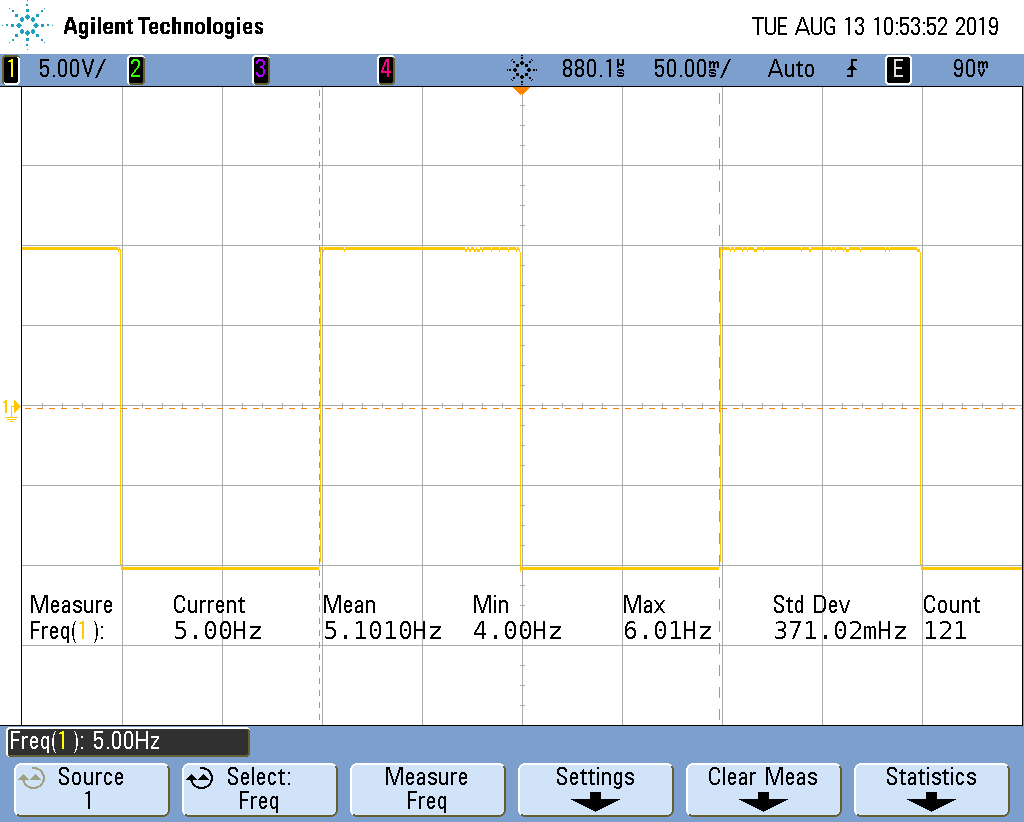 Agilent Technologies TUE AUG 13 10:53:52 2019
1 5.00V/ 2 3 4 880.1µs 50.00ms/ Auto E 90mV
1
Measure Current Mean Min Max Std Dev Count
Freq(1): 5.00Hz 5.1010Hz 4.00Hz 6.01Hz 371.02mHz 121
Freq(1): 5.00Hz
Source Select: Measure Settings Clear Meas Statistics
1 Freq Freq